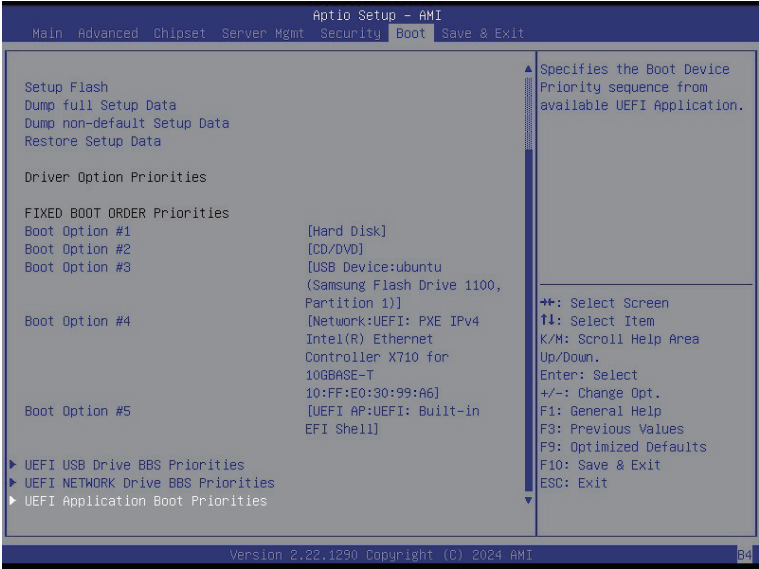 Aptio Setup – AMI
Main Advanced Chipset Server Mgmt Security Boot Save & Exit
Setup Flash
Dump full Setup Data
Dump non-default Setup Data
Restore Setup Data
Driver Option Priorities
FIXED BOOT ORDER Priorities
Boot Option #1 [Hard Disk]
Boot Option #2 [CD/DVD]
Boot Option #3 [USB Device:ubuntu
(Samsung Flash Drive 1100,
Partition 1)]
Boot Option #4 [Network:UEFI: PXE IPv4
Intel(R) Ethernet
Controller X710 for
10GBASE-T
10:FF:E0:30:99:A6]
Boot Option #5 [UEFI AP:UEFI: Built-in
EFI Shell]
UEFI USB Drive BBS Priorities
UEFI NETWORK Drive BBS Priorities
UEFI Application Boot Priorities
Specifies the Boot Device
Priority sequence from
available UEFI Application.
→←: Select Screen
↑↓: Select Item
K/M: Scroll Help Area
Up/Down.
Enter: Select
+/-: Change Opt.
F1: General Help
F3: Previous Values
F9: Optimized Defaults
F10: Save & Exit
ESC: Exit
Version 2.22.1290 Copyright (C) 2024 AMI
B4